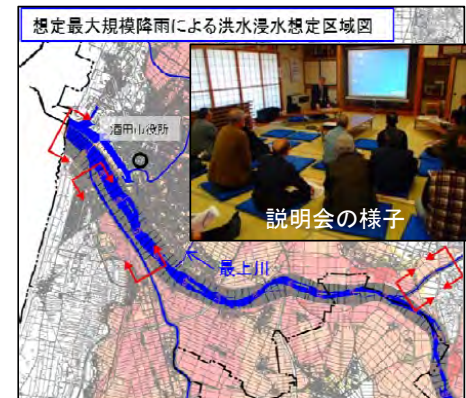 想定最大規模降雨による洪水浸水想定区域図
酒田市役所
説明会の様子
最上川